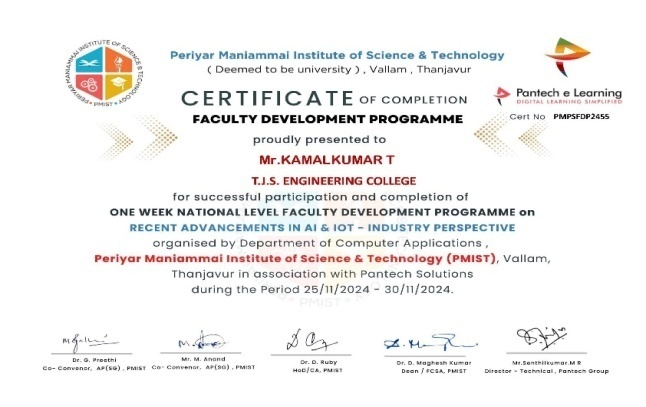 PERIYAR MANIAMMAI INSTITUTE OF SCIENCE & TECHNOLOGY
• PMIST •
Periyar Maniammai Institute of Science & Technology
( Deemed to be university ) , Vallam , Thanjavur
Pantech e Learning
DIGITAL LEARNING SIMPLIFIED
CERTIFICATE OF COMPLETION
FACULTY DEVELOPMENT PROGRAMME
Cert No PMPSFDP2455
proudly presented to
Mr.KAMALKUMAR T
T.J.S. ENGINEERING COLLEGE
for successful participation and completion of
ONE WEEK NATIONAL LEVEL FACULTY DEVELOPMENT PROGRAMME on
RECENT ADVANCEMENTS IN AI & IOT - INDUSTRY PERSPECTIVE
organised by Department of Computer Applications ,
Periyar Maniammai Institute of Science & Technology (PMIST), Vallam,
Thanjavur in association with Pantech Solutions
during the Period 25/11/2024 - 30/11/2024.
Dr. G. Preethi
Co- Convenor, AP(SG) , PMIST
Mr. M. Anand
Co- Convenor, AP(SG) , PMIST
Dr. D. Ruby
HoD/CA, PMIST
Dr. D. Maghesh Kumar
Dean / FCSA, PMIST
Mr.Senthilkumar.M R
Director - Technical , Pantech Group